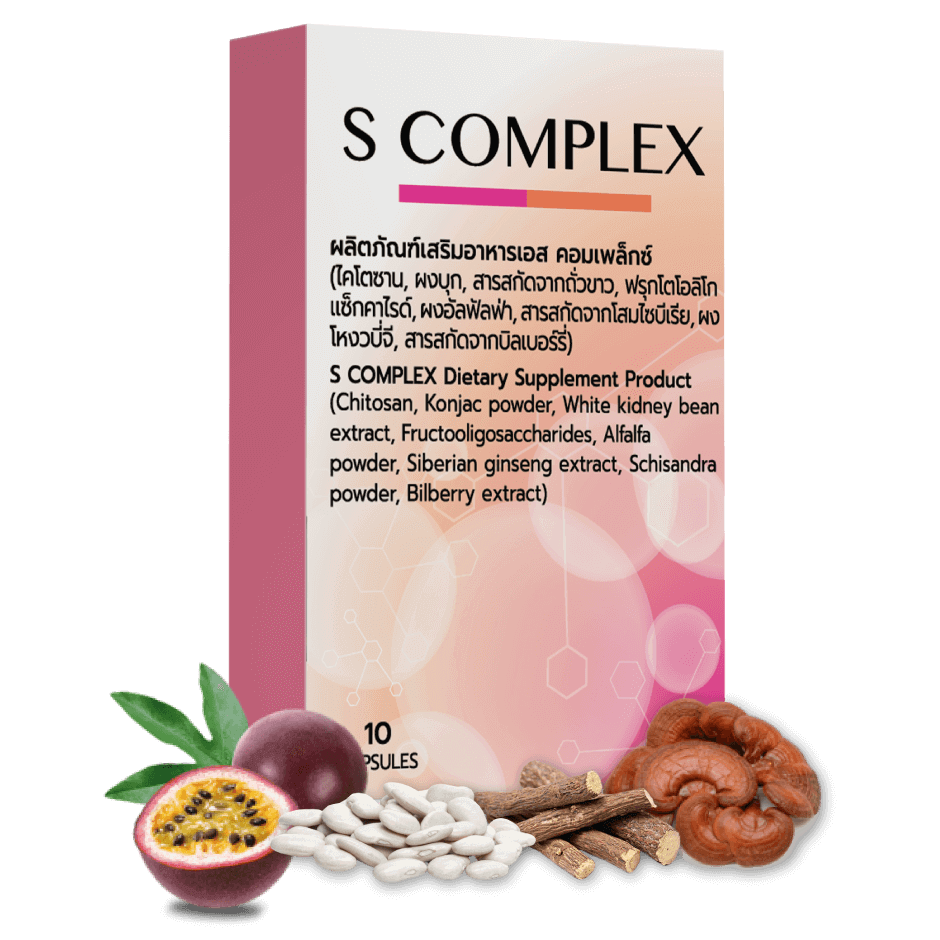 S COMPLEX
ผลิตภัณฑ์เสริมอาหารเอส คอมเพล็กซ์
(ไคโตซาน, ผงบุก, สารสกัดจากถั่วขาว, ฟรุกโตโอลิโก
แซ็กคาไรด์, ผงอัลฟัลฟ่า, สารสกัดจากโสมไซบีเรีย, ผง
โหงวบี่จี, สารสกัดจากบิลเบอร์รี่)
S COMPLEX Dietary Supplement Product
(Chitosan, Konjac powder, White kidney bean
extract, Fructooligosaccharides, Alfalfa
powder, Siberian ginseng extract, Schisandra
powder, Bilberry extract)
10